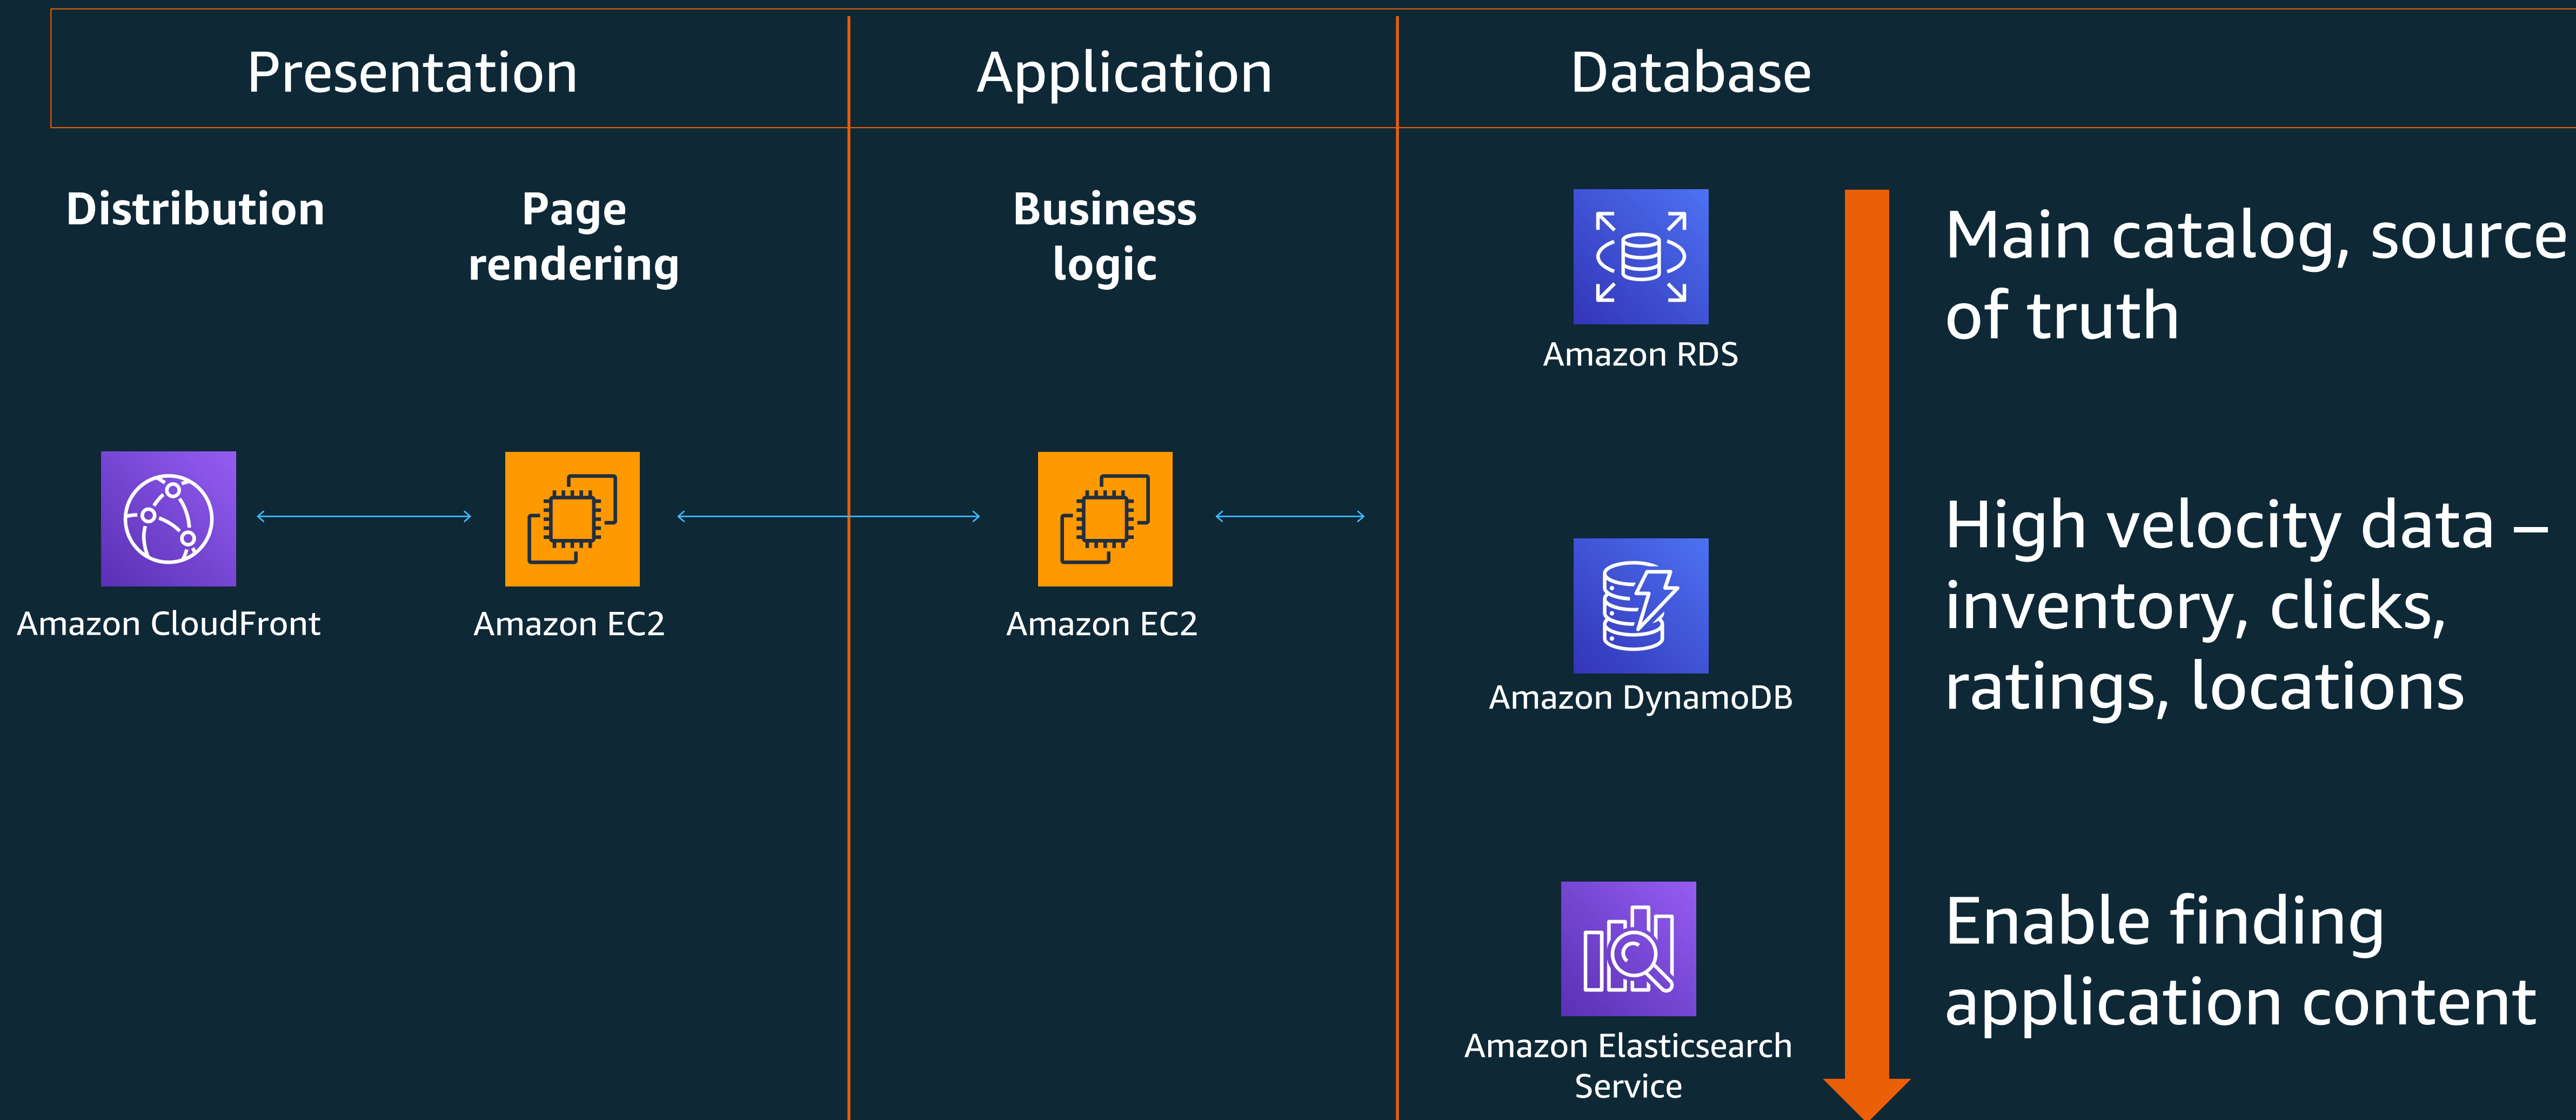 Presentation
Application
Database
Distribution
Page
rendering
Business
logic
Amazon CloudFront
Amazon EC2
Amazon EC2
Amazon RDS
Main catalog, source
of truth
Amazon DynamoDB
High velocity data –
inventory, clicks,
ratings, locations
Amazon Elasticsearch
Service
Enable finding
application content